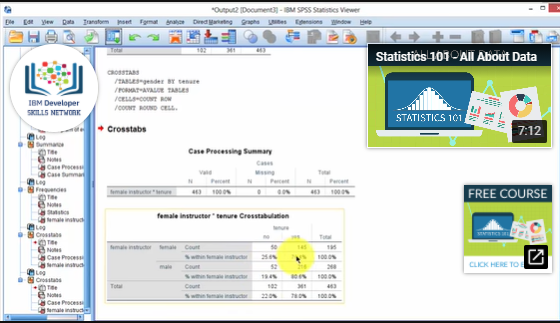 *Output2 [Document3] - IBM SPSS Statistics Viewer
File Edit View Data Transform Insert Format Analyze Direct Marketing Graphs Utilities Extensions Window Help
Total 102 361 463
IBM Developer
SKILLS NETWORK
CROSSTABS
/TABLES=gender BY tenure
/FORMAT=AVALUE TABLES
/CELLS=COUNT ROW
/COUNT ROUND CELL.
Crosstabs
Case Processing Summary
Cases
Valid Missing Total
N Percent N Percent N Percent
female instructor * tenure 463 100.0% 0 0.0% 463 100.0%
female instructor * tenure Crosstabulation
tenure
no yes Total
female instructor female Count 50 145 195
% within female instructor 25.6% 100.0%
male Count 52 268
% within female instructor 19.4% 80.6% 100.0%
Total Count 102 361 463
% within female instructor 22.0% 78.0% 100.0%
Log
Summarize
Title
Notes
Case Processing
Case Summar
Log
Frequencies
Title
Notes
Statistics
female instruct
Log
Crosstabs
Title
Notes
Case Processi
female instruct
Log
Crosstabs
Title
Notes
Case Processi
female instruct
Statistics 101 - All About Data
STATISTICS 101
7:12
FREE COURSE
STATISTICS 101
CLICK HERE TO